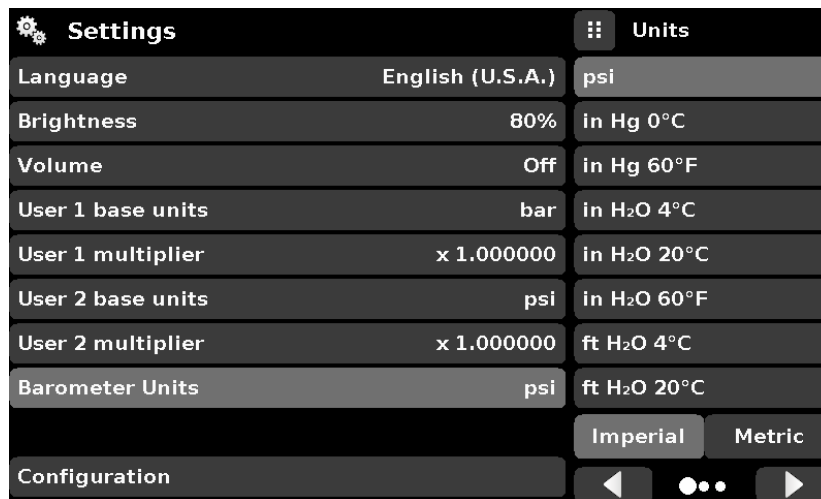 Settings
Language English (U.S.A.)
Brightness 80%
Volume Off
User 1 base units bar
User 1 multiplier x 1.000000
User 2 base units psi
User 2 multiplier x 1.000000
Barometer Units psi
Configuration
Units
psi
in Hg 0°C
in Hg 60°F
in H₂O 4°C
in H₂O 20°C
in H₂O 60°F
ft H₂O 4°C
ft H₂O 20°C
Imperial Metric